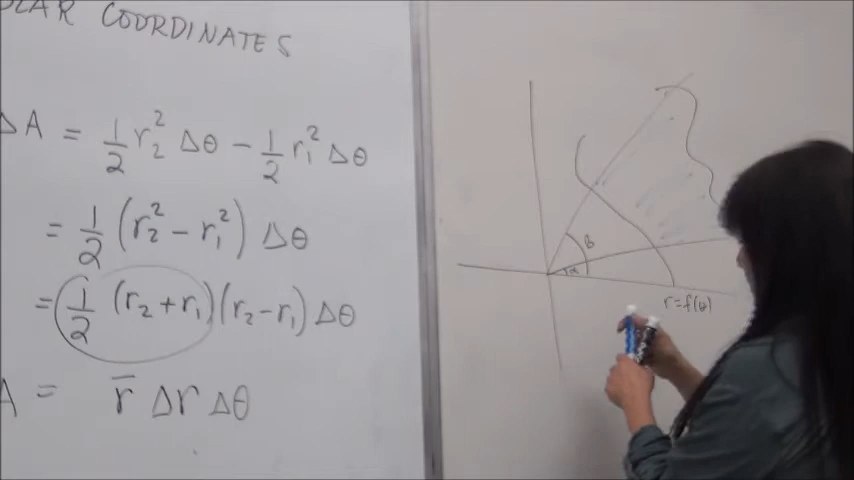 COORDINATES
ΔA = 1/2 r₂² Δθ − 1/2 r₁² Δθ
= 1/2 (r₂² − r₁²) Δθ
= 1/2 (r₂ + r₁)(r₂ − r₁) Δθ
A = r̅ Δr Δθ
β
α
r = f(θ)